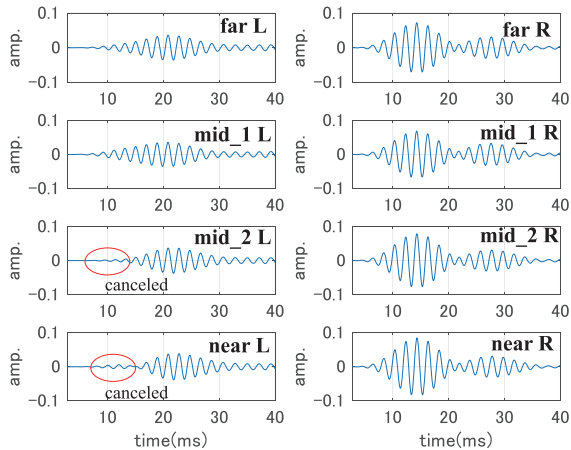 far L
0.1
0
−0.1
amp.
10 20 30 40
far R
0.1
0
−0.1
amp.
10 20 30 40
mid_1 L
0.1
0
−0.1
amp.
10 20 30 40
mid_1 R
0.1
0
−0.1
amp.
10 20 30 40
mid_2 L
0.1
0
−0.1
amp.
canceled
10 20 30 40
mid_2 R
0.1
0
−0.1
amp.
10 20 30 40
near L
0.1
0
−0.1
amp.
canceled
10 20 30 40
time(ms)
near R
0.1
0
−0.1
amp.
10 20 30 40
time(ms)